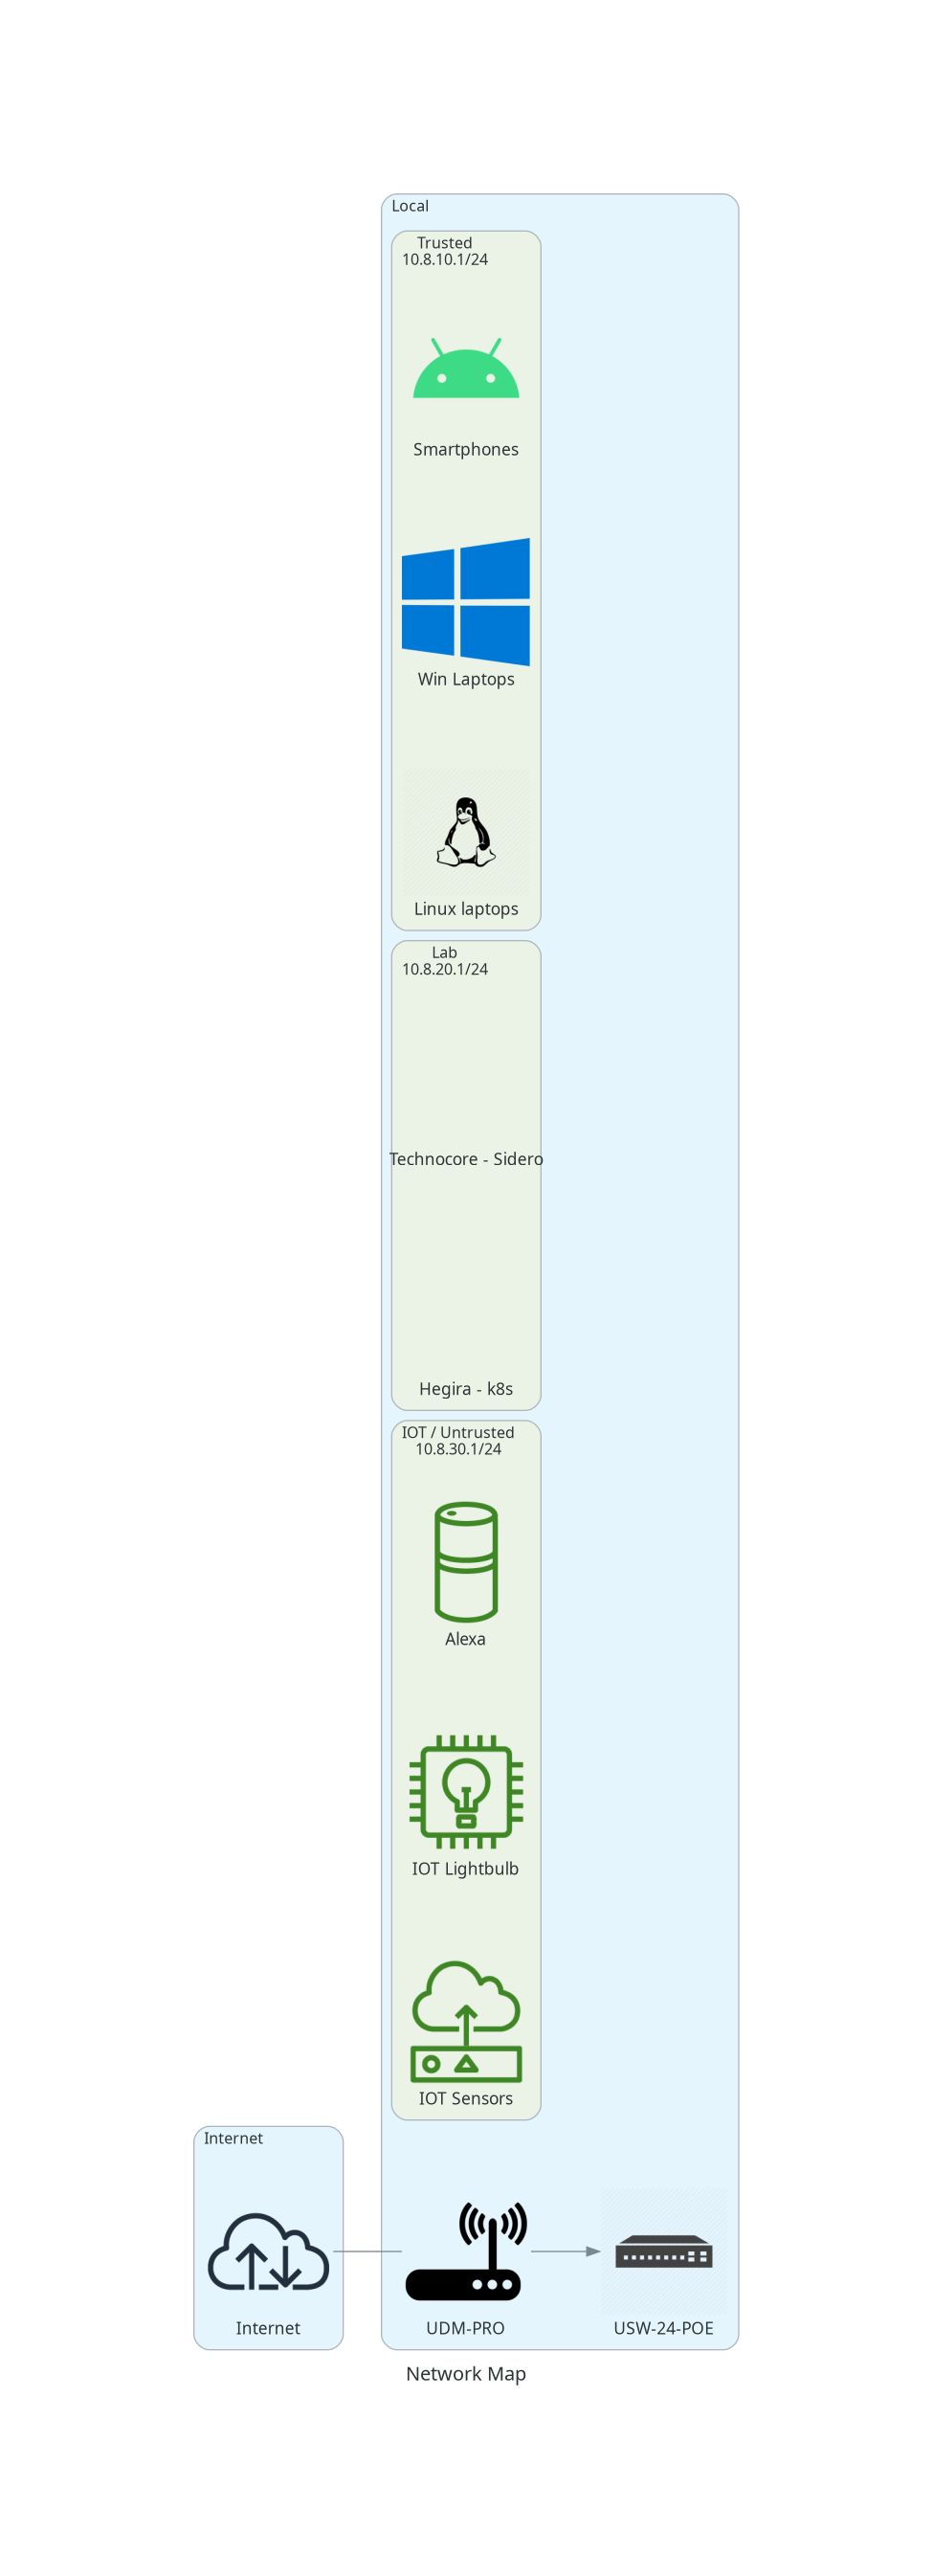 Local
Trusted
10.8.10.1/24
Smartphones
Win Laptops
Linux laptops
Lab
10.8.20.1/24
Technocore - Sidero
Hegira - k8s
IOT / Untrusted
10.8.30.1/24
Alexa
IOT Lightbulb
IOT Sensors
Internet
Internet
UDM-PRO
USW-24-POE
Network Map